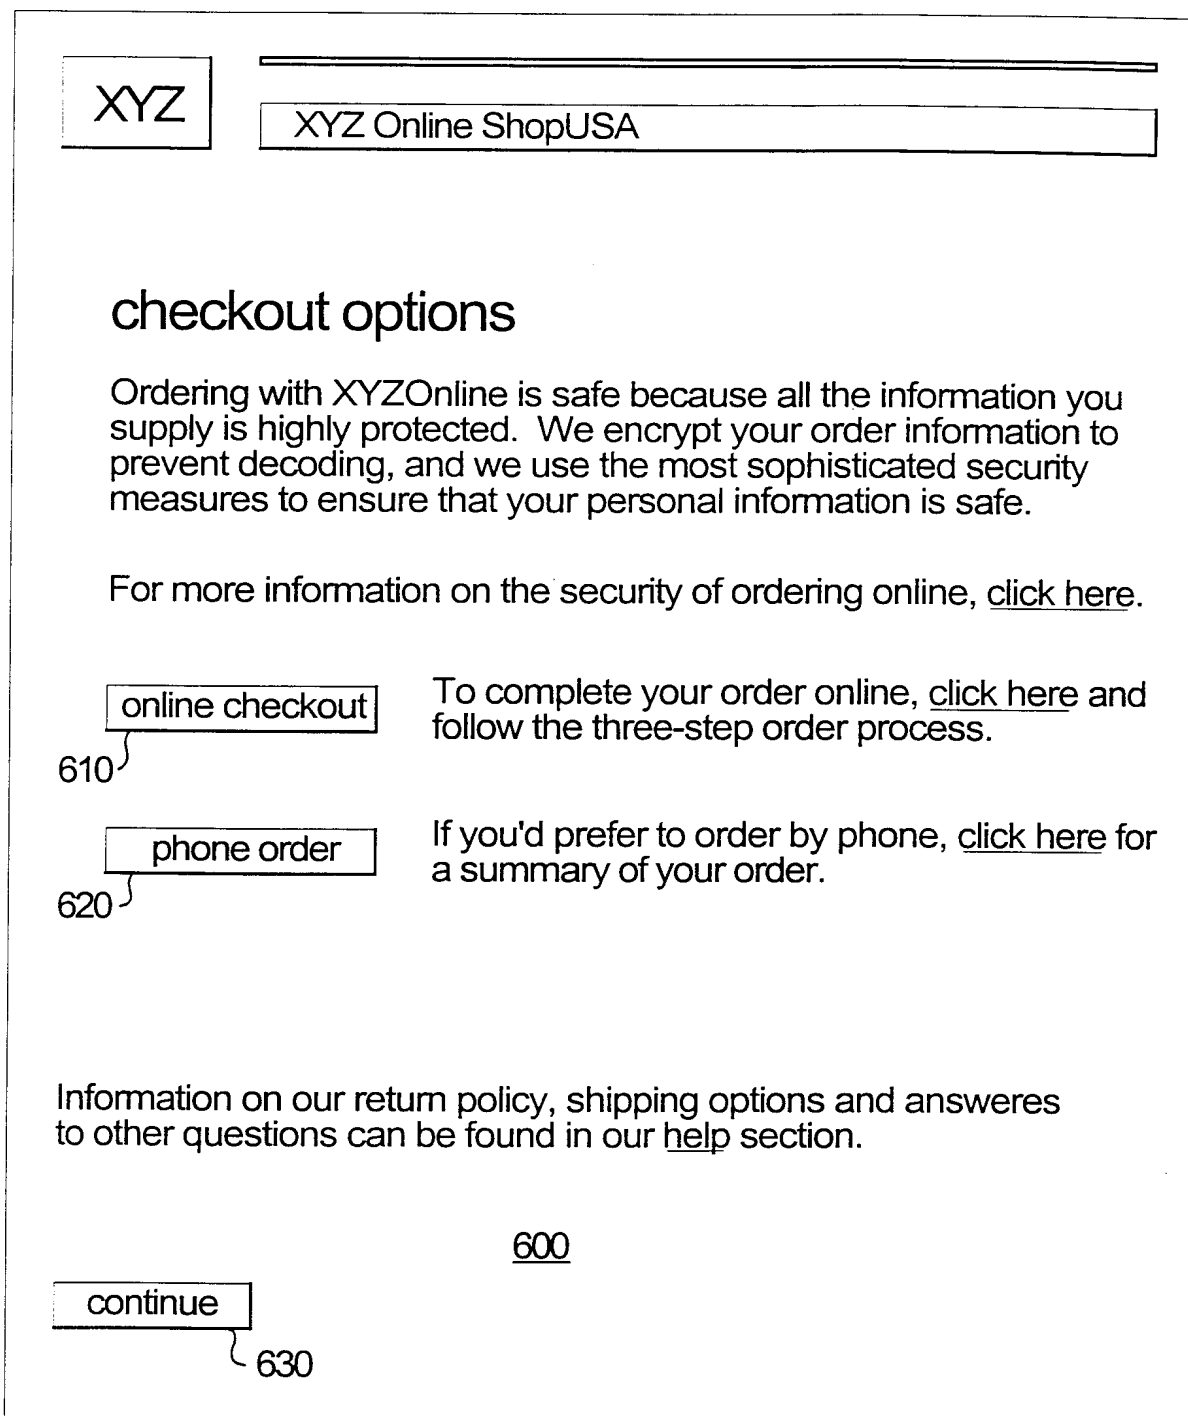 XYZ
XYZ Online ShopUSA
checkout options
Ordering with XYZOnline is safe because all the information you
supply is highly protected.  We encrypt your order information to
prevent decoding, and we use the most sophisticated security
measures to ensure that your personal information is safe.
For more information on the security of ordering online, click here.
online checkout
To complete your order online, click here and
follow the three-step order process.
610
phone order
If you'd prefer to order by phone, click here for
a summary of your order.
620
Information on our return policy, shipping options and answeres
to other questions can be found in our help section.
600
continue
630